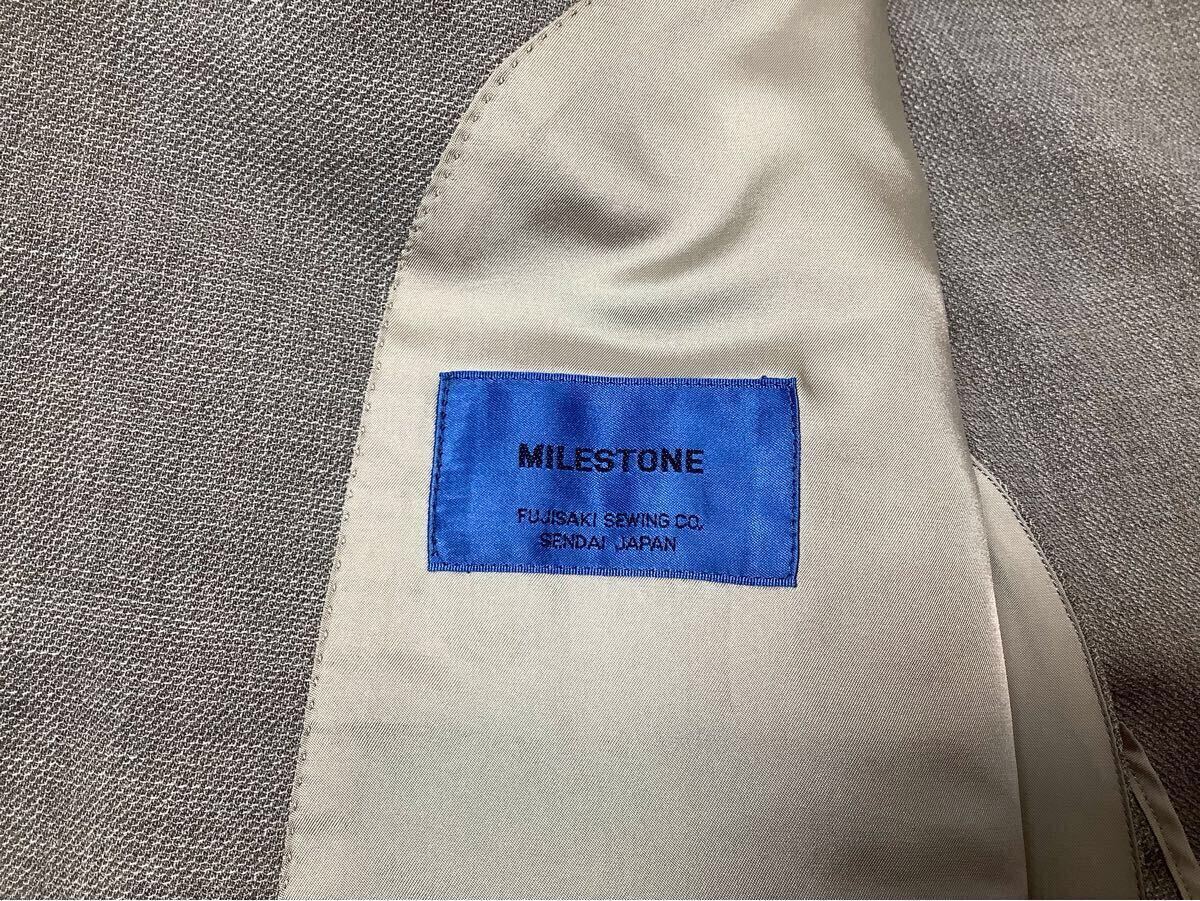 MILESTONE
FUJISAKI SEWING CO.
SENDAI JAPAN